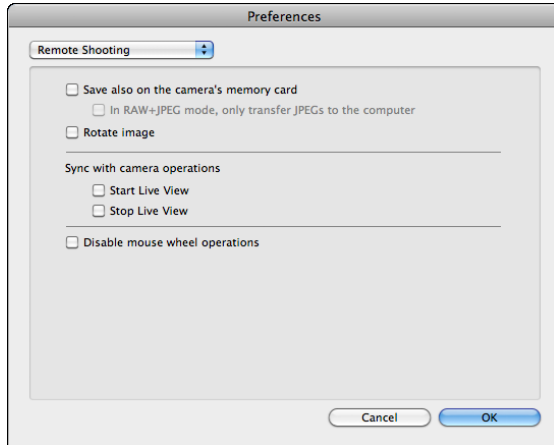 Preferences
Remote Shooting
Save also on the camera's memory card
In RAW+JPEG mode, only transfer JPEGs to the computer
Rotate image
Sync with camera operations
Start Live View
Stop Live View
Disable mouse wheel operations
Cancel OK